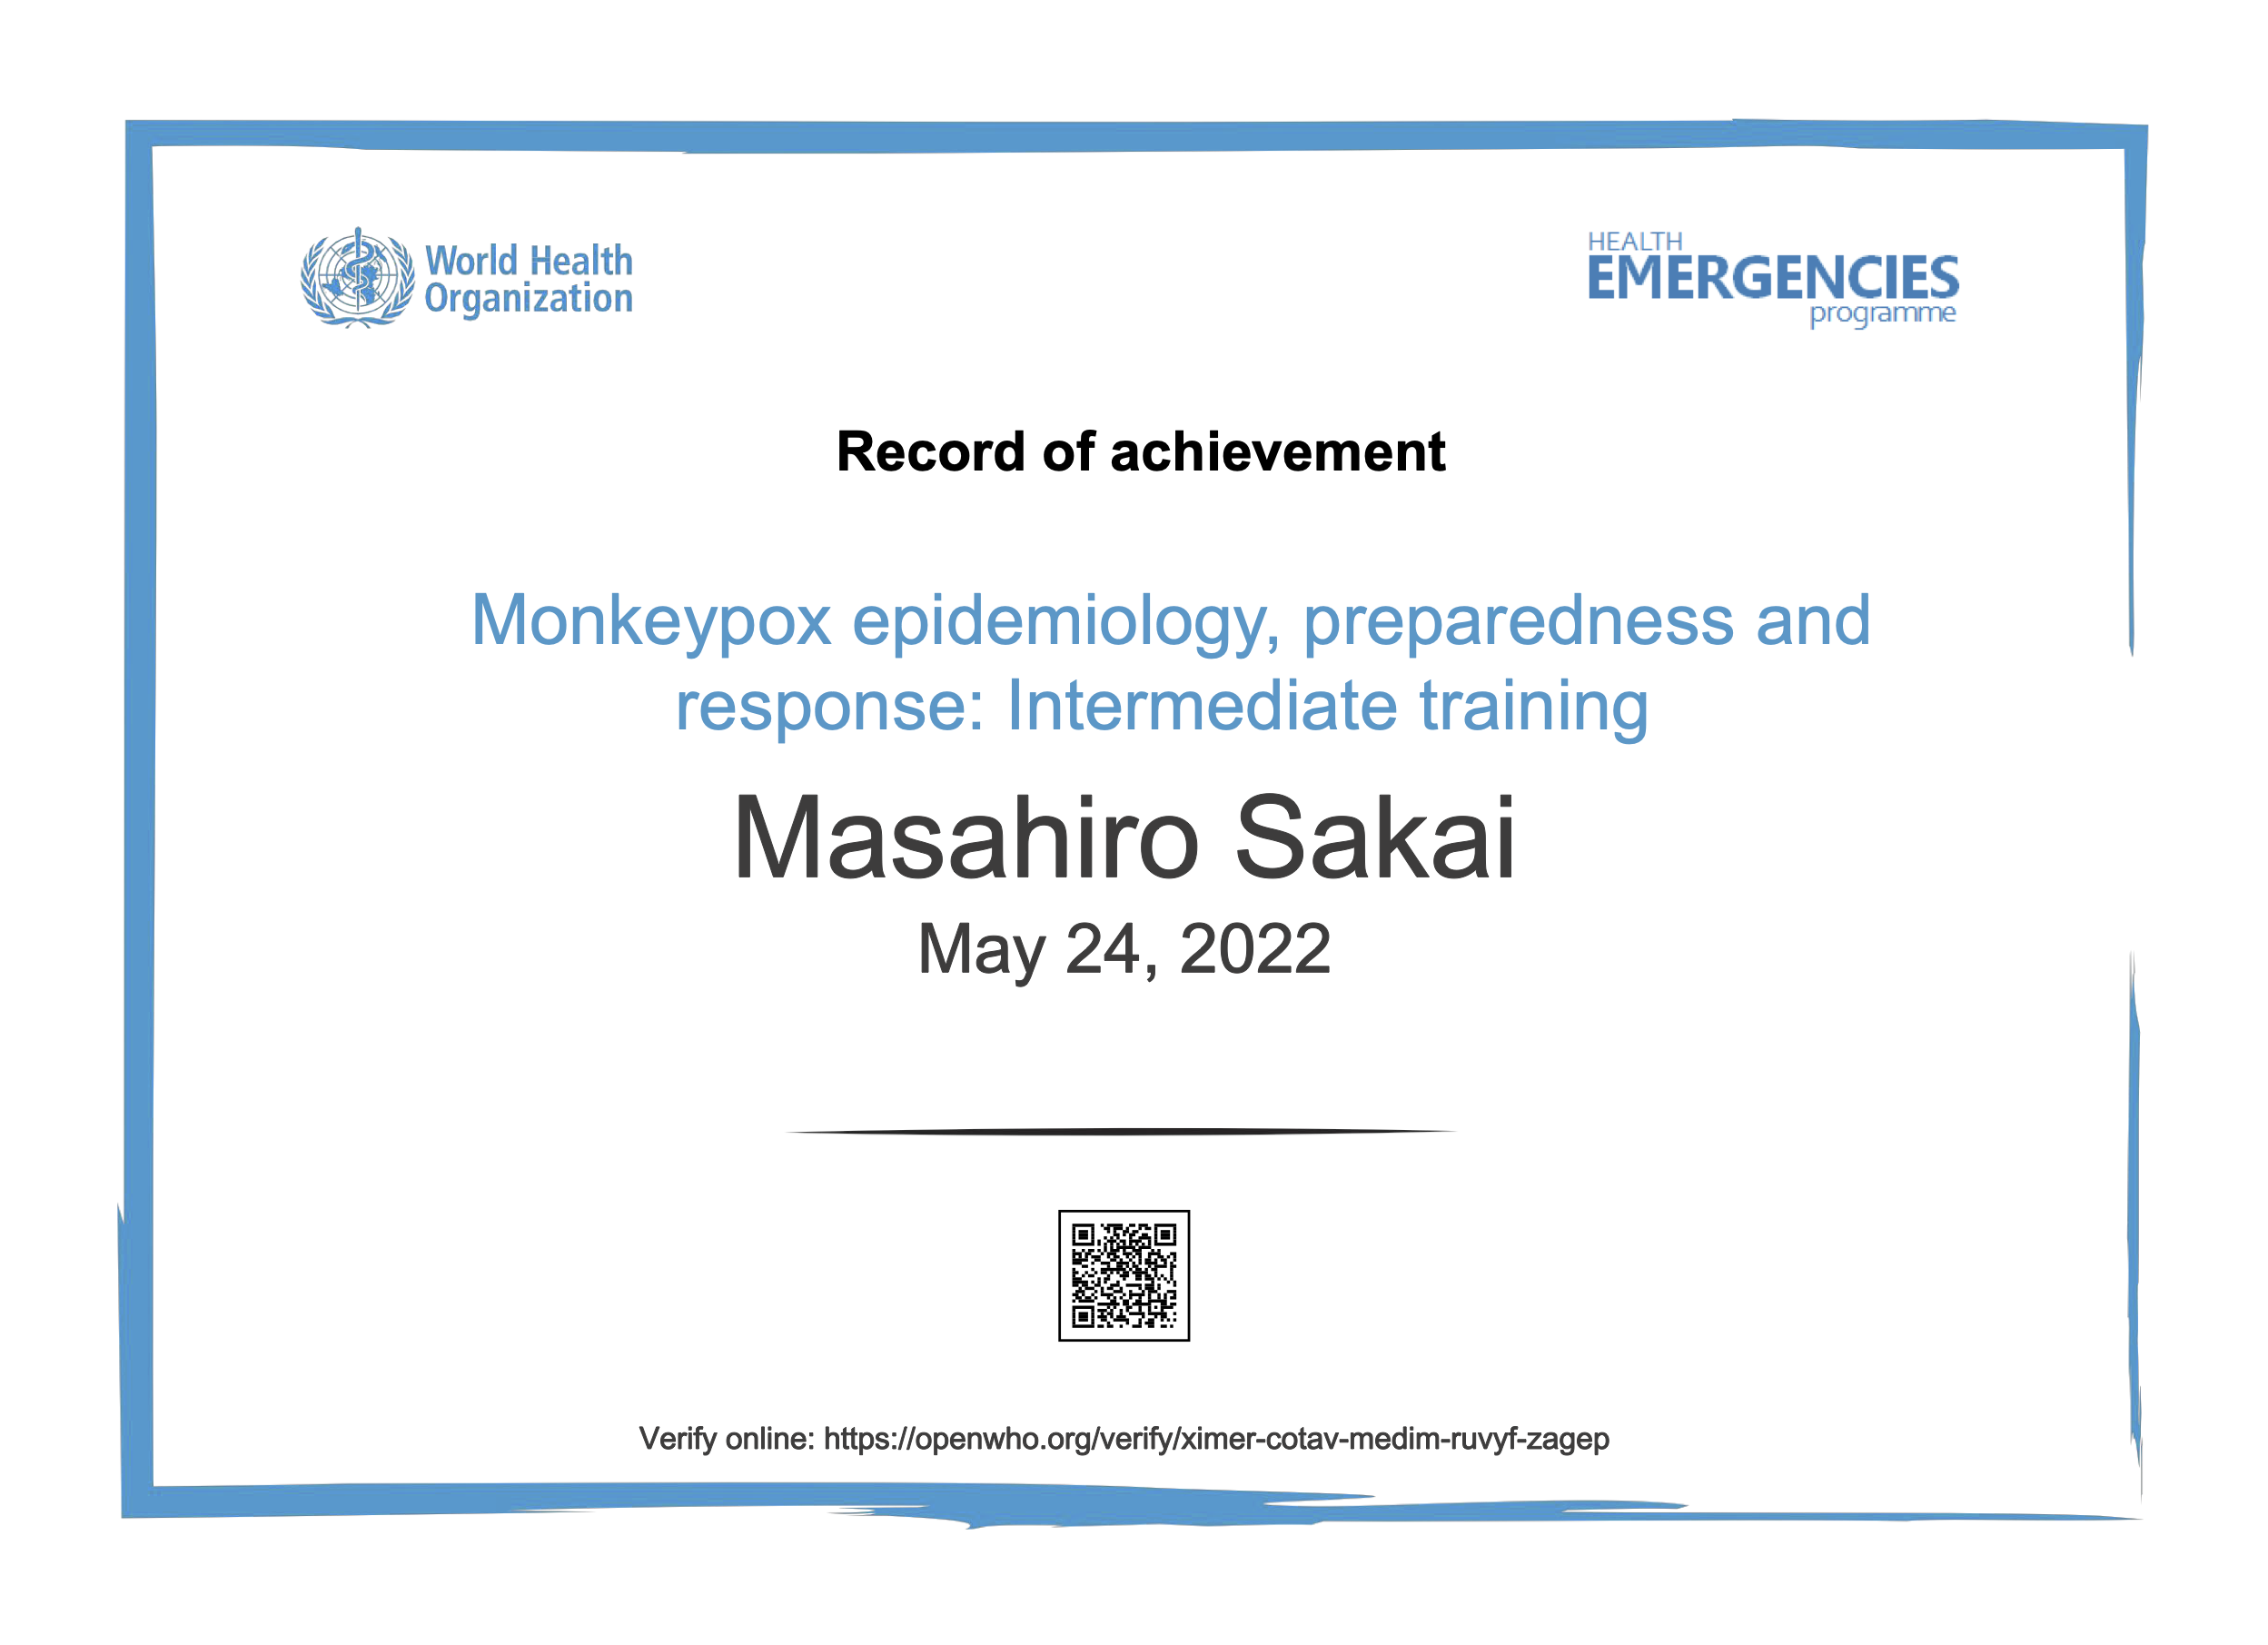 World Health
Organization
HEALTH
EMERGENCIES
programme
Record of achievement
Monkeypox epidemiology, preparedness and
response: Intermediate training
Masahiro Sakai
May 24, 2022
Verify online: https://openwho.org/verify/ximer-cotav-medim-ruvyf-zagep